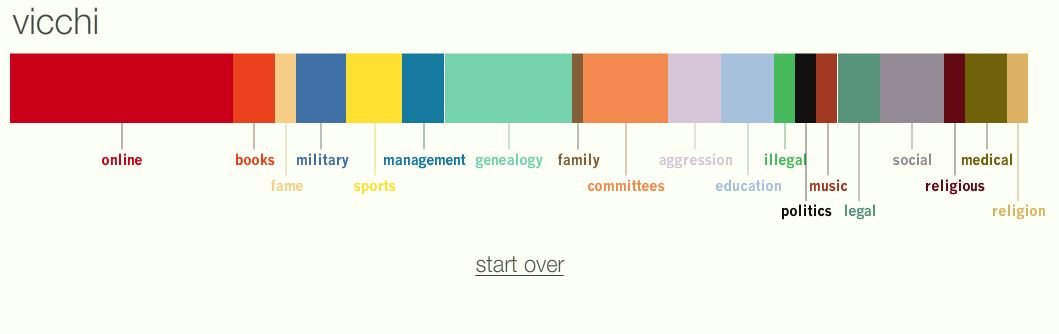 vicchi
online books military management genealogy family aggression illegal social medical
fame sports committees education music religious
politics legal religion
start over